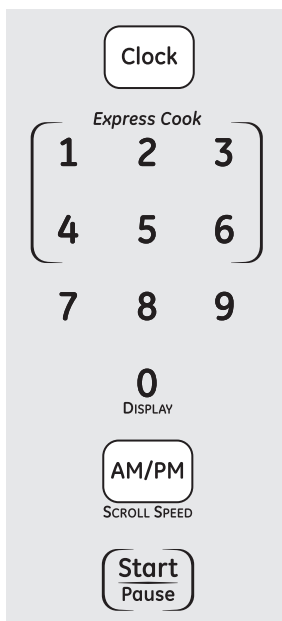 Clock
Express Cook
1 2 3
4 5 6
7 8 9
0
DISPLAY
AM/PM
SCROLL SPEED
Start
Pause